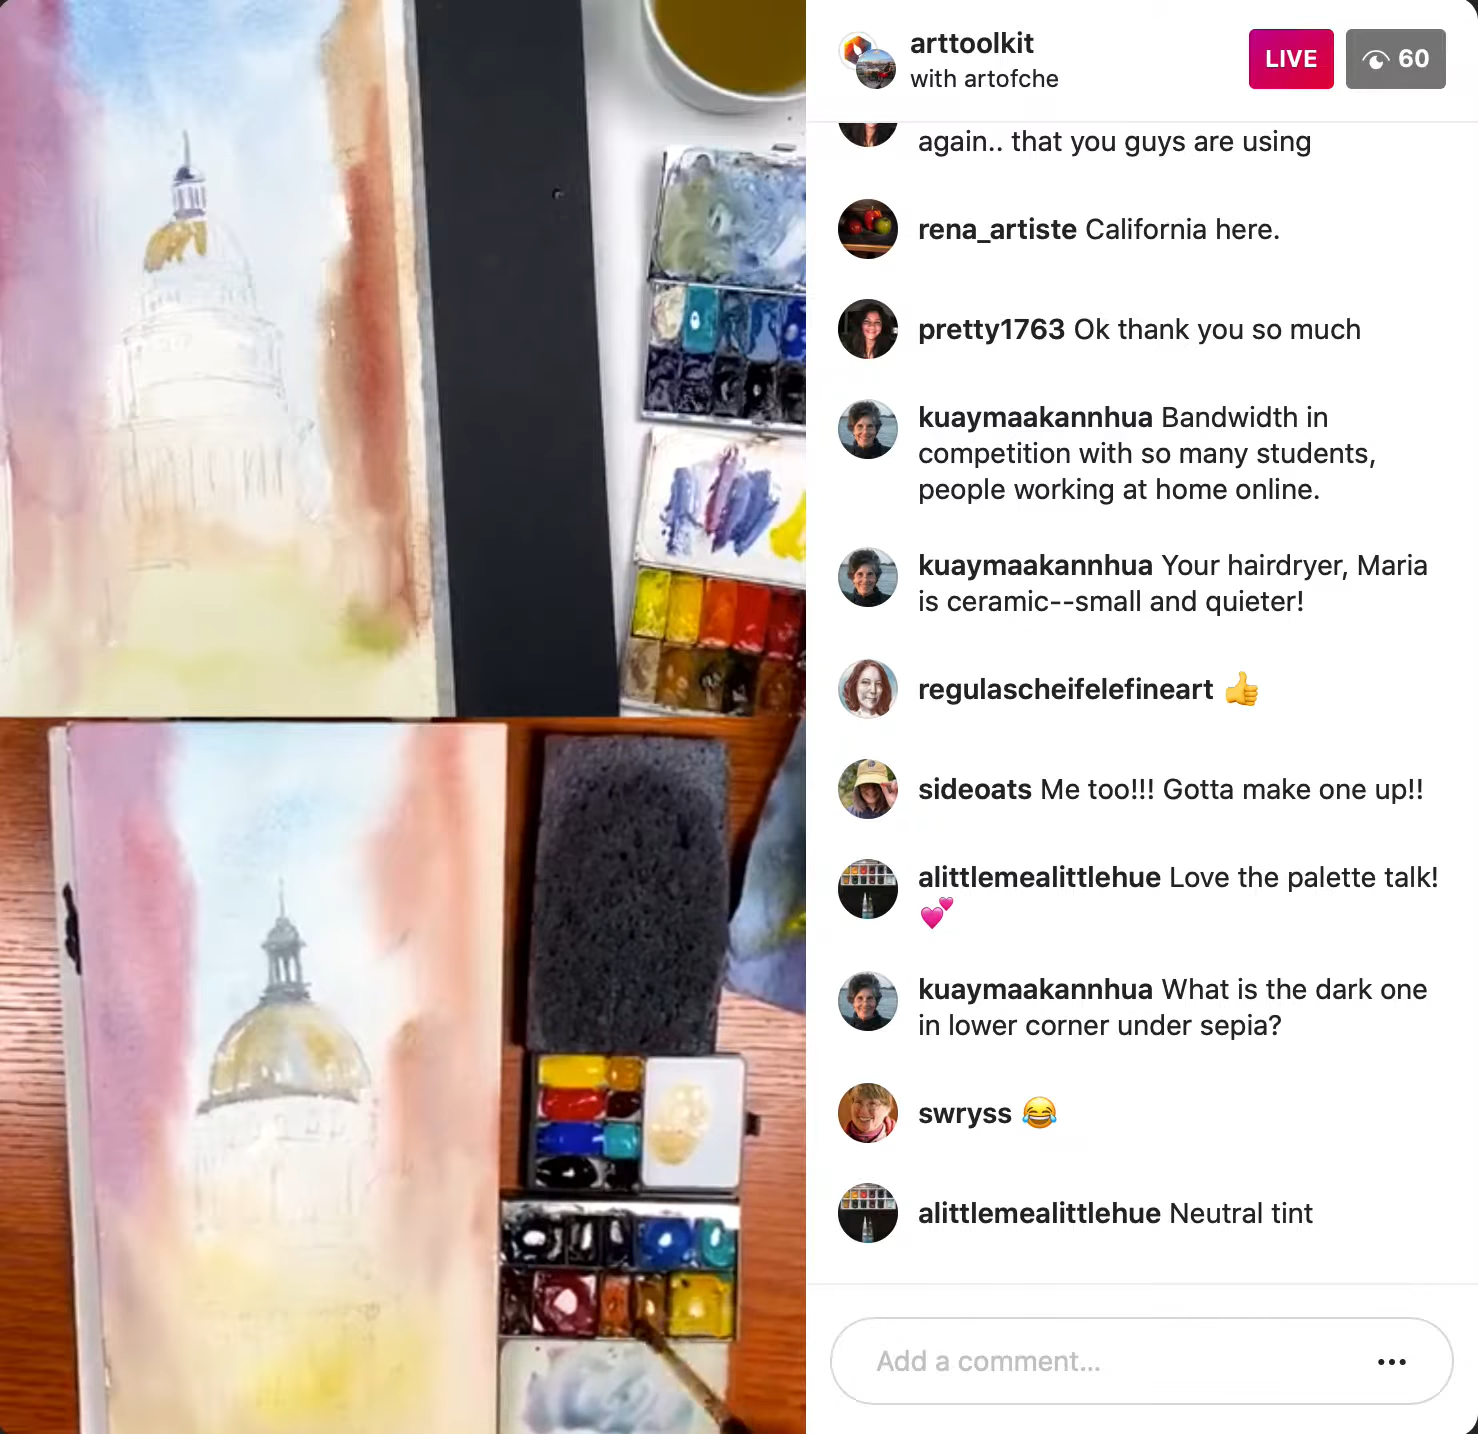 arttoolkit
with artofche
LIVE
60
again.. that you guys are using
rena_artiste California here.
pretty1763 Ok thank you so much
kuaymaakannhua Bandwidth in
competition with so many students,
people working at home online.
kuaymaakannhua Your hairdryer, Maria
is ceramic--small and quieter!
regulascheifelefineart 👍
sideoats Me too!!! Gotta make one up!!
alittlemealittlehue Love the palette talk!
💕
kuaymaakannhua What is the dark one
in lower corner under sepia?
swryss 😂
alittlemealittlehue Neutral tint
Add a comment...